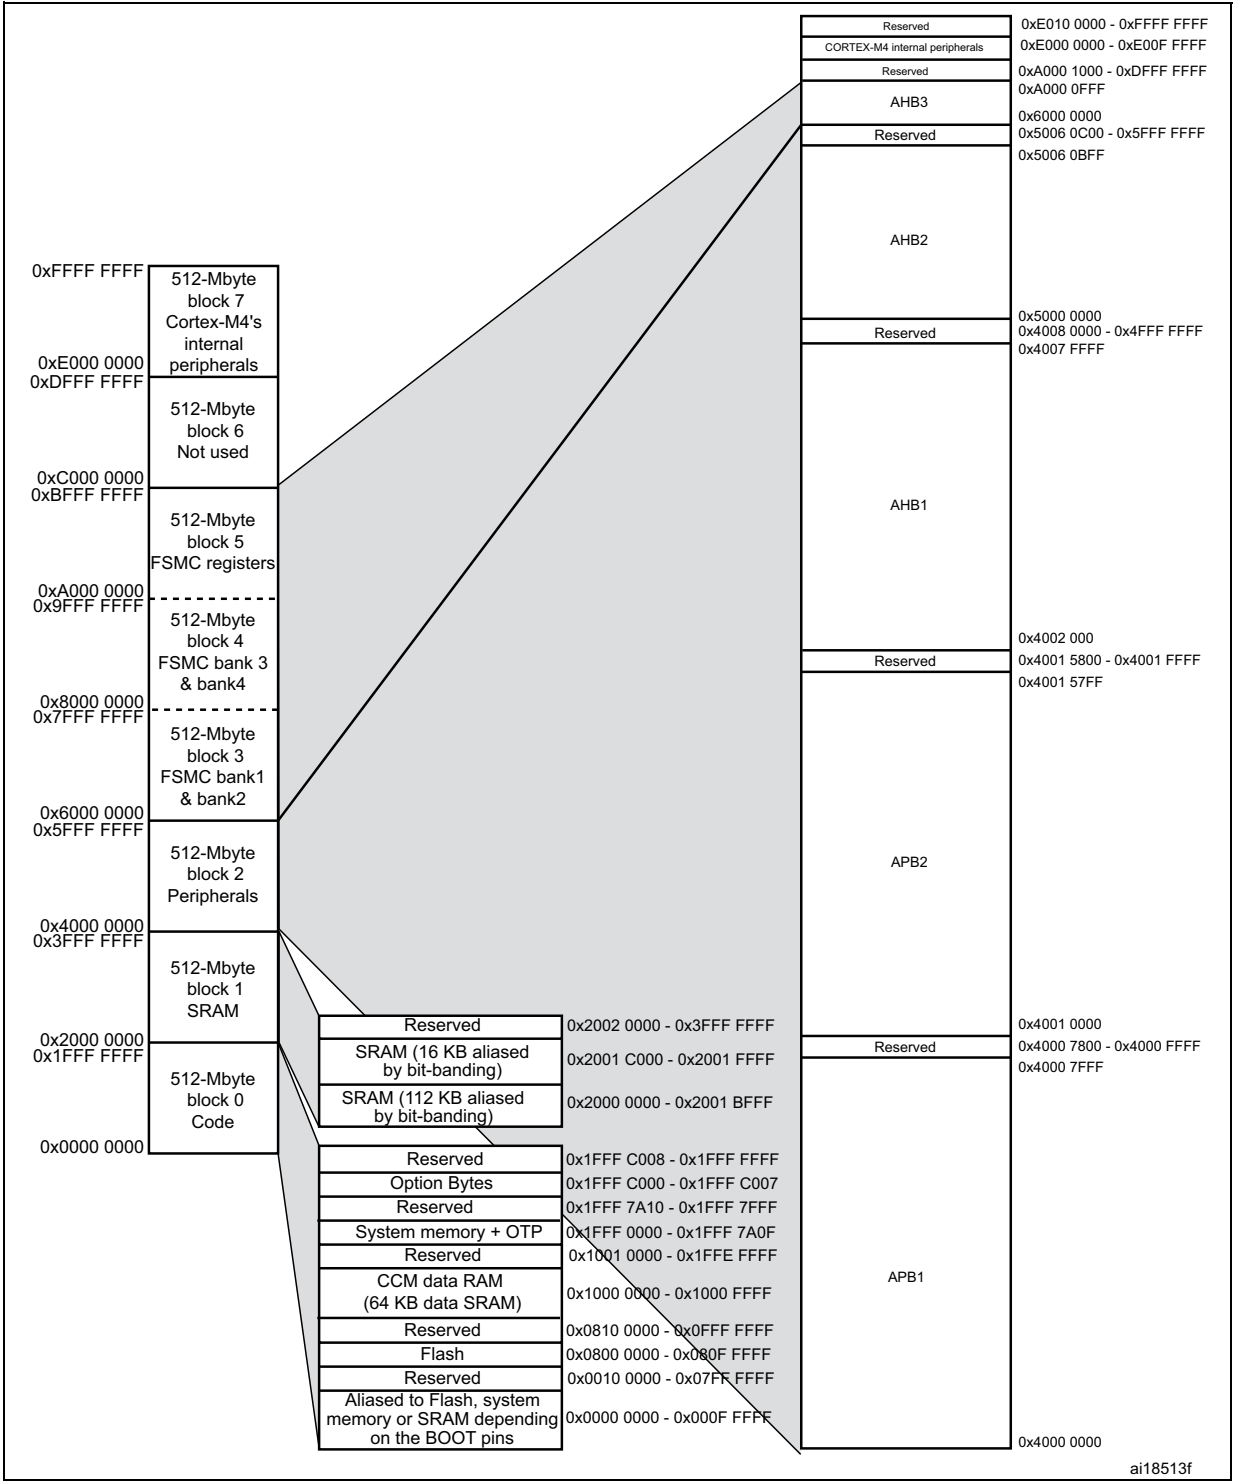 0xFFFF FFFF
512-Mbyte
block 7
Cortex-M4's
internal
peripherals
0xE000 0000
0xDFFF FFFF
512-Mbyte
block 6
Not used
0xC000 0000
0xBFFF FFFF
512-Mbyte
block 5
FSMC registers
0xA000 0000
0x9FFF FFFF
512-Mbyte
block 4
FSMC bank 3
& bank4
0x8000 0000
0x7FFF FFFF
512-Mbyte
block 3
FSMC bank1
& bank2
0x6000 0000
0x5FFF FFFF
512-Mbyte
block 2
Peripherals
0x4000 0000
0x3FFF FFFF
512-Mbyte
block 1
SRAM
0x2000 0000
0x1FFF FFFF
512-Mbyte
block 0
Code
0x0000 0000
Reserved 0x2002 0000 - 0x3FFF FFFF
SRAM (16 KB aliased
by bit-banding)
0x2001 C000 - 0x2001 FFFF
SRAM (112 KB aliased
by bit-banding)
0x2000 0000 - 0x2001 BFFF
Reserved 0x1FFF C008 - 0x1FFF FFFF
Option Bytes 0x1FFF C000 - 0x1FFF C007
Reserved 0x1FFF 7A10 - 0x1FFF 7FFF
System memory + OTP 0x1FFF 0000 - 0x1FFF 7A0F
Reserved 0x1001 0000 - 0x1FFE FFFF
CCM data RAM
(64 KB data SRAM)
0x1000 0000 - 0x1000 FFFF
Reserved 0x0810 0000 - 0x0FFF FFFF
Flash 0x0800 0000 - 0x080F FFFF
Reserved 0x0010 0000 - 0x07FF FFFF
Aliased to Flash, system
memory or SRAM depending
on the BOOT pins
0x0000 0000 - 0x000F FFFF
Reserved 0xE010 0000 - 0xFFFF FFFF
CORTEX-M4 internal peripherals 0xE000 0000 - 0xE00F FFFF
Reserved 0xA000 1000 - 0xDFFF FFFF
0xA000 0FFF
AHB3
0x6000 0000
Reserved 0x5006 0C00 - 0x5FFF FFFF
0x5006 0BFF
AHB2
0x5000 0000
Reserved 0x4008 0000 - 0x4FFF FFFF
0x4007 FFFF
AHB1
0x4002 000
Reserved 0x4001 5800 - 0x4001 FFFF
0x4001 57FF
APB2
0x4001 0000
Reserved 0x4000 7800 - 0x4000 FFFF
0x4000 7FFF
APB1
0x4000 0000
ai18513f